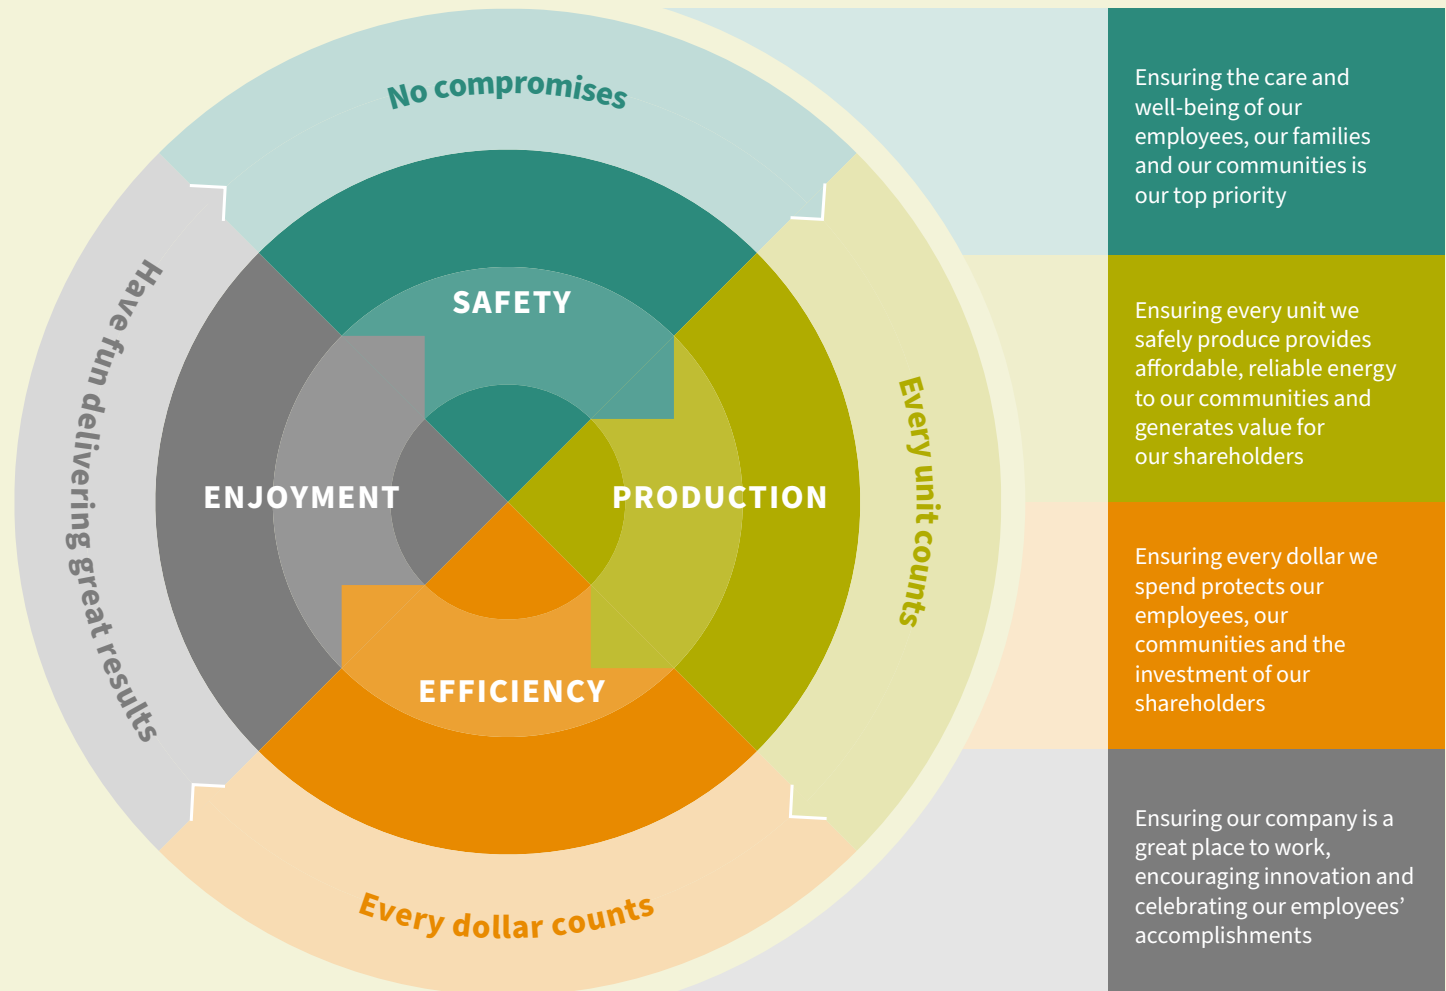 No compromises
SAFETY
Every unit counts
PRODUCTION
Every dollar counts
EFFICIENCY
Have fun delivering great results
ENJOYMENT
Ensuring the care and
well-being of our
employees, our families
and our communities is
our top priority
Ensuring every unit we
safely produce provides
affordable, reliable energy
to our communities and
generates value for
our shareholders
Ensuring every dollar we
spend protects our
employees, our
communities and the
investment of our
shareholders
Ensuring our company is a
great place to work,
encouraging innovation and
celebrating our employees’
accomplishments